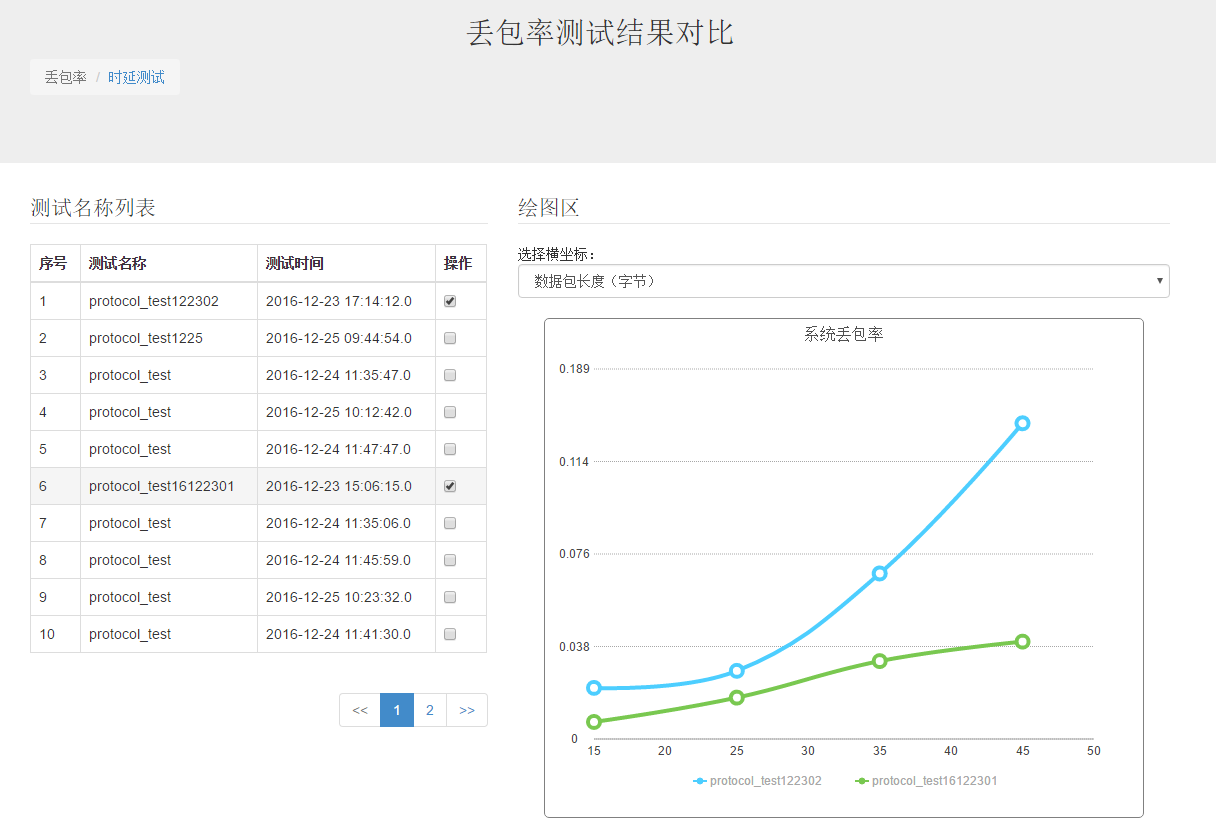 丢包率测试结果对比
丢包率 / 时延测试
测试名称列表
序号 测试名称 测试时间 操作
1 protocol_test122302 2016-12-23 17:14:12.0
2 protocol_test1225 2016-12-25 09:44:54.0
3 protocol_test 2016-12-24 11:35:47.0
4 protocol_test 2016-12-25 10:12:42.0
5 protocol_test 2016-12-24 11:47:47.0
6 protocol_test16122301 2016-12-23 15:06:15.0
7 protocol_test 2016-12-24 11:35:06.0
8 protocol_test 2016-12-24 11:45:59.0
9 protocol_test 2016-12-25 10:23:32.0
10 protocol_test 2016-12-24 11:41:30.0
<< 1 2 >>
绘图区
选择横坐标：
数据包长度（字节）
系统丢包率
0.189
0.114
0.076
0.038
0
15 20 25 30 35 40 45 50
protocol_test122302 protocol_test16122301